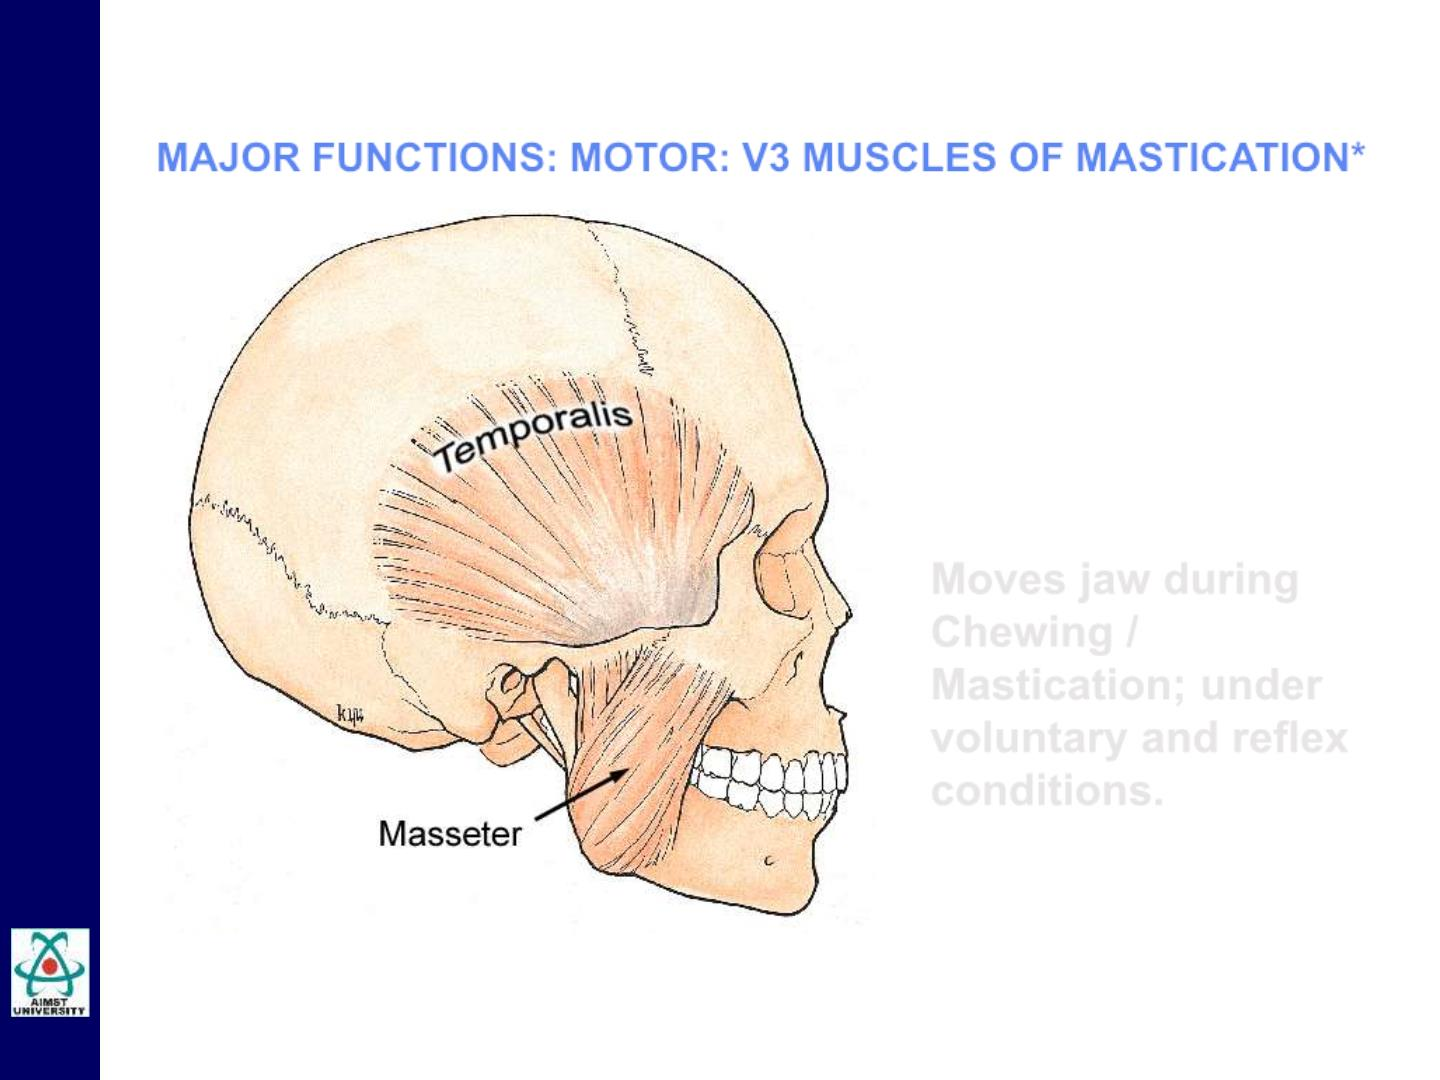 MAJOR FUNCTIONS: MOTOR: V3 MUSCLES OF MASTICATION*
Temporalis
Moves jaw during
Chewing /
Mastication; under
voluntary and reflex
conditions.
Masseter
AIMST
UNIVERSITY